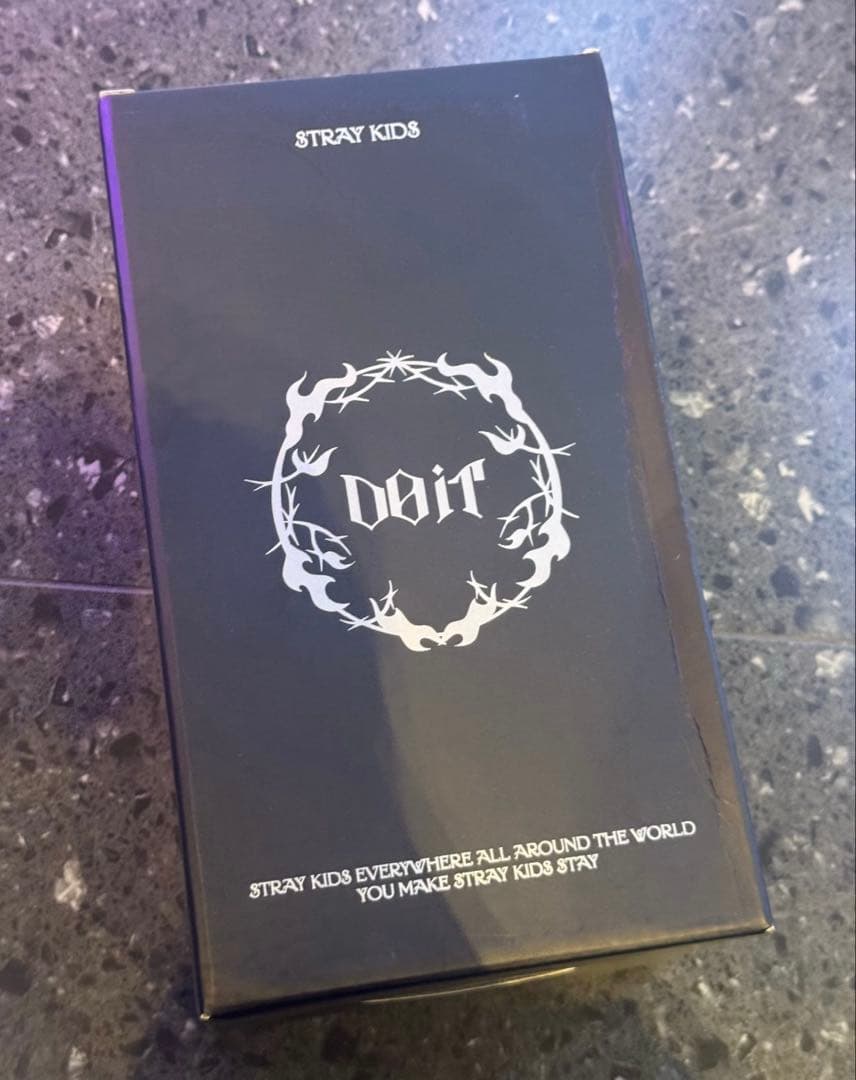 STRAY KIDS
DO iT
STRAY KIDS EVERYWHERE ALL AROUND THE WORLD
YOU MAKE STRAY KIDS STAY